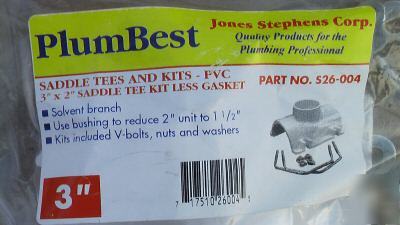 PlumBest
Jones Stephens Corp.
Quality Products for the
Plumbing Professional
SADDLE TEES AND KITS - PVC
3" x 2" SADDLE TEE KIT LESS GASKET
PART NO. S26-004
■ Solvent branch
■ Use bushing to reduce 2" unit to 1 1/2"
■ Kits included V-bolts, nuts and washers
3"
7 17510 26004